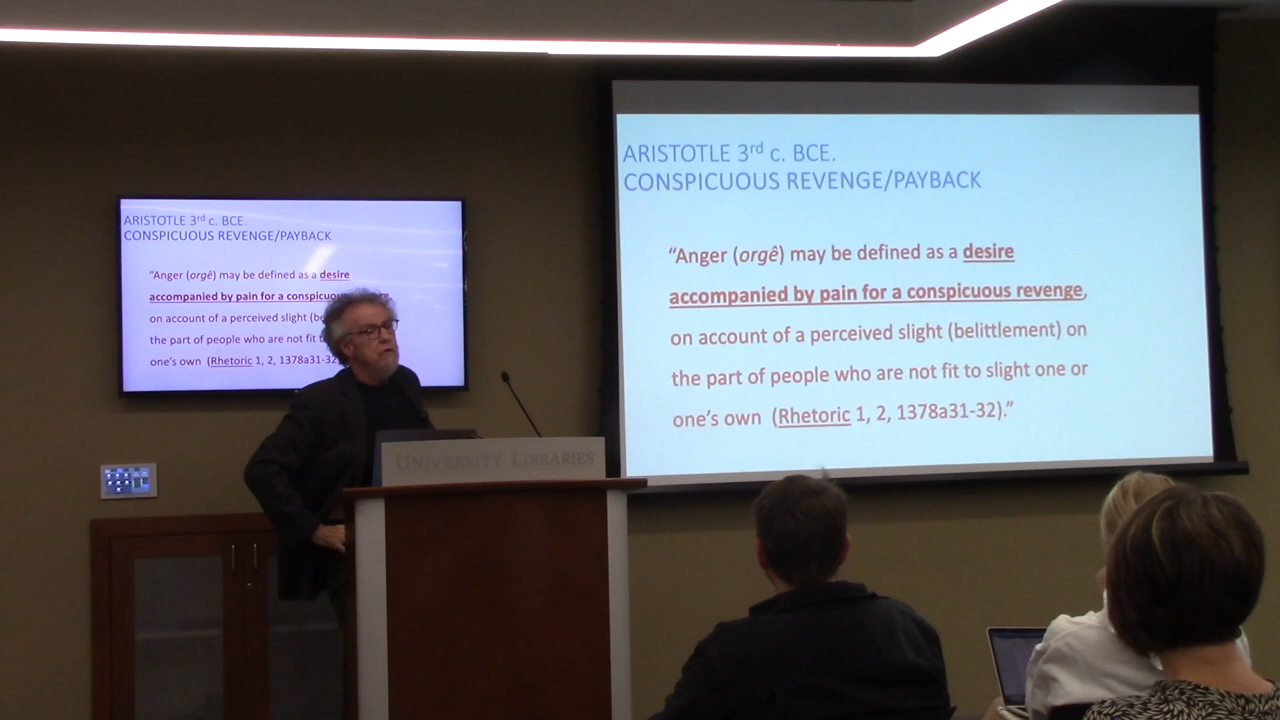 ARISTOTLE 3rd c. BCE.
CONSPICUOUS REVENGE/PAYBACK
"Anger (orgê) may be defined as a desire
accompanied by pain for a conspicuou
on account of a perceived slight (be
the part of people who are not fit t
one's own (Rhetoric 1, 2, 1378a31-32
UNIVERSITY LIBRARIES
ARISTOTLE 3rd c. BCE.
CONSPICUOUS REVENGE/PAYBACK
“Anger (orgê) may be defined as a desire
accompanied by pain for a conspicuous revenge,
on account of a perceived slight (belittlement) on
the part of people who are not fit to slight one or
one’s own (Rhetoric 1, 2, 1378a31-32).”